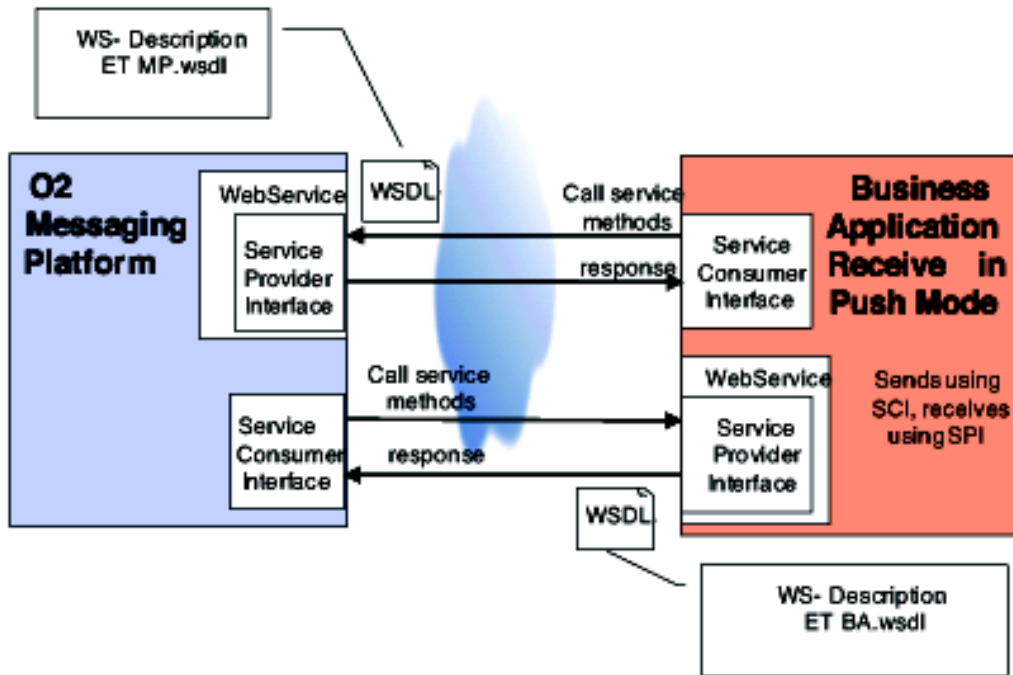 WS- Description
ET MP.wsdl
O2
Messaging
Platform
WebService
Service
Provider
Interface
WSDL
Call service
methods
response
Service
Consumer
Interface
Business
Application
Receive in
Push Mode
Sends using
SCI, receives
using SPI
Service
Consumer
Interface
Call service
methods
response
WebService
Service
Provider
Interface
WSDL
WS- Description
ET BA.wsdl